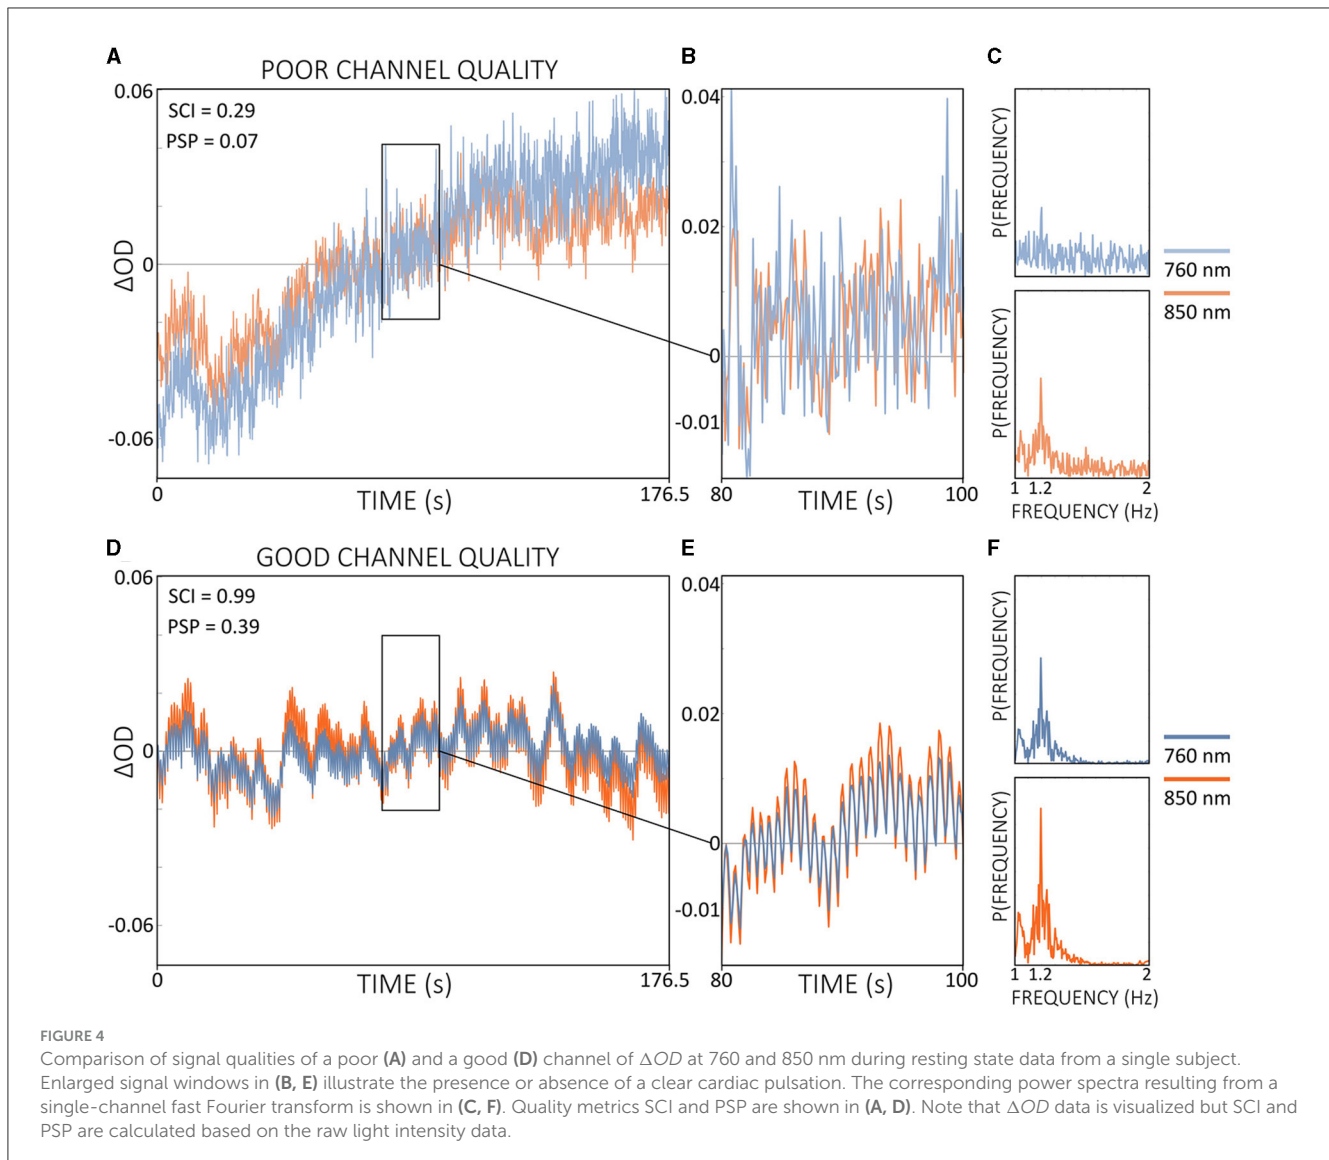 A
POOR CHANNEL QUALITY
0.06
SCI = 0.29
PSP = 0.07
0
ΔOD
-0.06
0
TIME (s)
176.5
B
0.04
0.02
0
-0.01
80
TIME (s)
100
C
P(FREQUENCY)
P(FREQUENCY)
1
1.2
2
FREQUENCY (Hz)
760 nm
850 nm
D
GOOD CHANNEL QUALITY
0.06
SCI = 0.99
PSP = 0.39
0
ΔOD
-0.06
0
TIME (s)
176.5
E
0.04
0.02
0
-0.01
80
TIME (s)
100
F
P(FREQUENCY)
P(FREQUENCY)
1
1.2
2
FREQUENCY (Hz)
760 nm
850 nm
FIGURE 4
Comparison of signal qualities of a poor (A) and a good (D) channel of ΔOD at 760 and 850 nm during resting state data from a single subject.
Enlarged signal windows in (B, E) illustrate the presence or absence of a clear cardiac pulsation. The corresponding power spectra resulting from a
single-channel fast Fourier transform is shown in (C, F). Quality metrics SCI and PSP are shown in (A, D). Note that ΔOD data is visualized but SCI and
PSP are calculated based on the raw light intensity data.